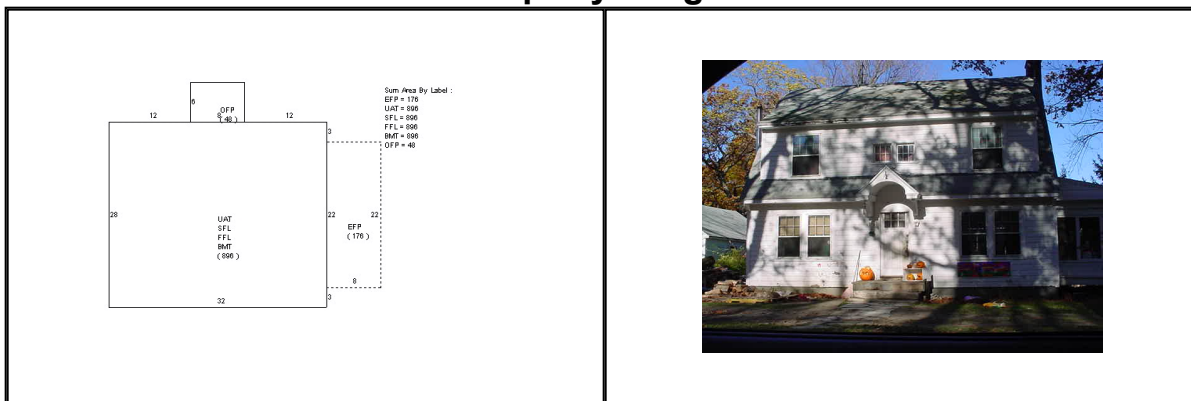 6
OFP
8
( 48 )
12
12
3
28
UAT
SFL
FFL
BMT
( 896 )
22
22
EFP
( 176 )
8
3
32
Sum Area By Label :
EFP = 176
UAT = 896
SFL = 896
FFL = 896
BMT = 896
OFP = 48